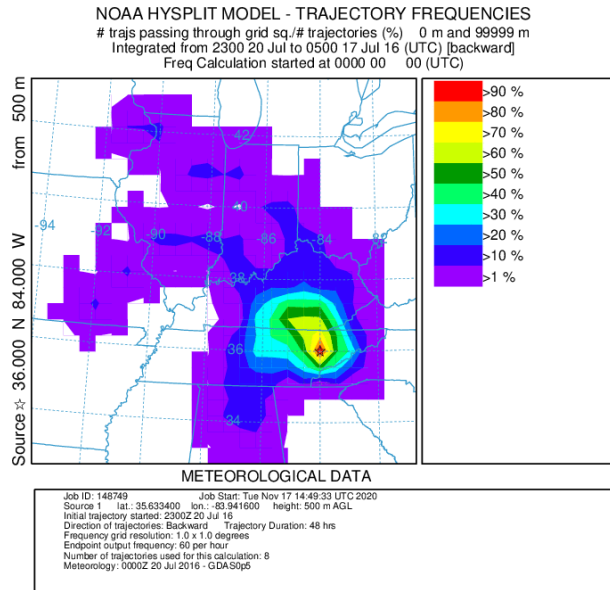 NOAA HYSPLIT MODEL - TRAJECTORY FREQUENCIES
# trajs passing through grid sq./# trajectories (%) 0 m and 99999 m
Integrated from 2300 20 Jul to 0500 17 Jul 16 (UTC) [backward]
Freq Calculation started at 0000 00 00 (UTC)
Source ☆ 36.000 N 84.000 W from 500 m
42
-94
-92
-90
-88
40
-86
-84
82
38
36
34
>90 %
>80 %
>70 %
>60 %
>50 %
>40 %
>30 %
>20 %
>10 %
>1 %
METEOROLOGICAL DATA
Job ID: 148749 Job Start: Tue Nov 17 14:49:33 UTC 2020
Source 1 lat.: 35.633400 lon.: -83.941600 height: 500 m AGL
Initial trajectory started: 2300Z 20 Jul 16
Direction of trajectories: Backward Trajectory Duration: 48 hrs
Frequency grid resolution: 1.0 x 1.0 degrees
Endpoint output frequency: 60 per hour
Number of trajectories used for this calculation: 8
Meteorology: 0000Z 20 Jul 2016 - GDAS0p5